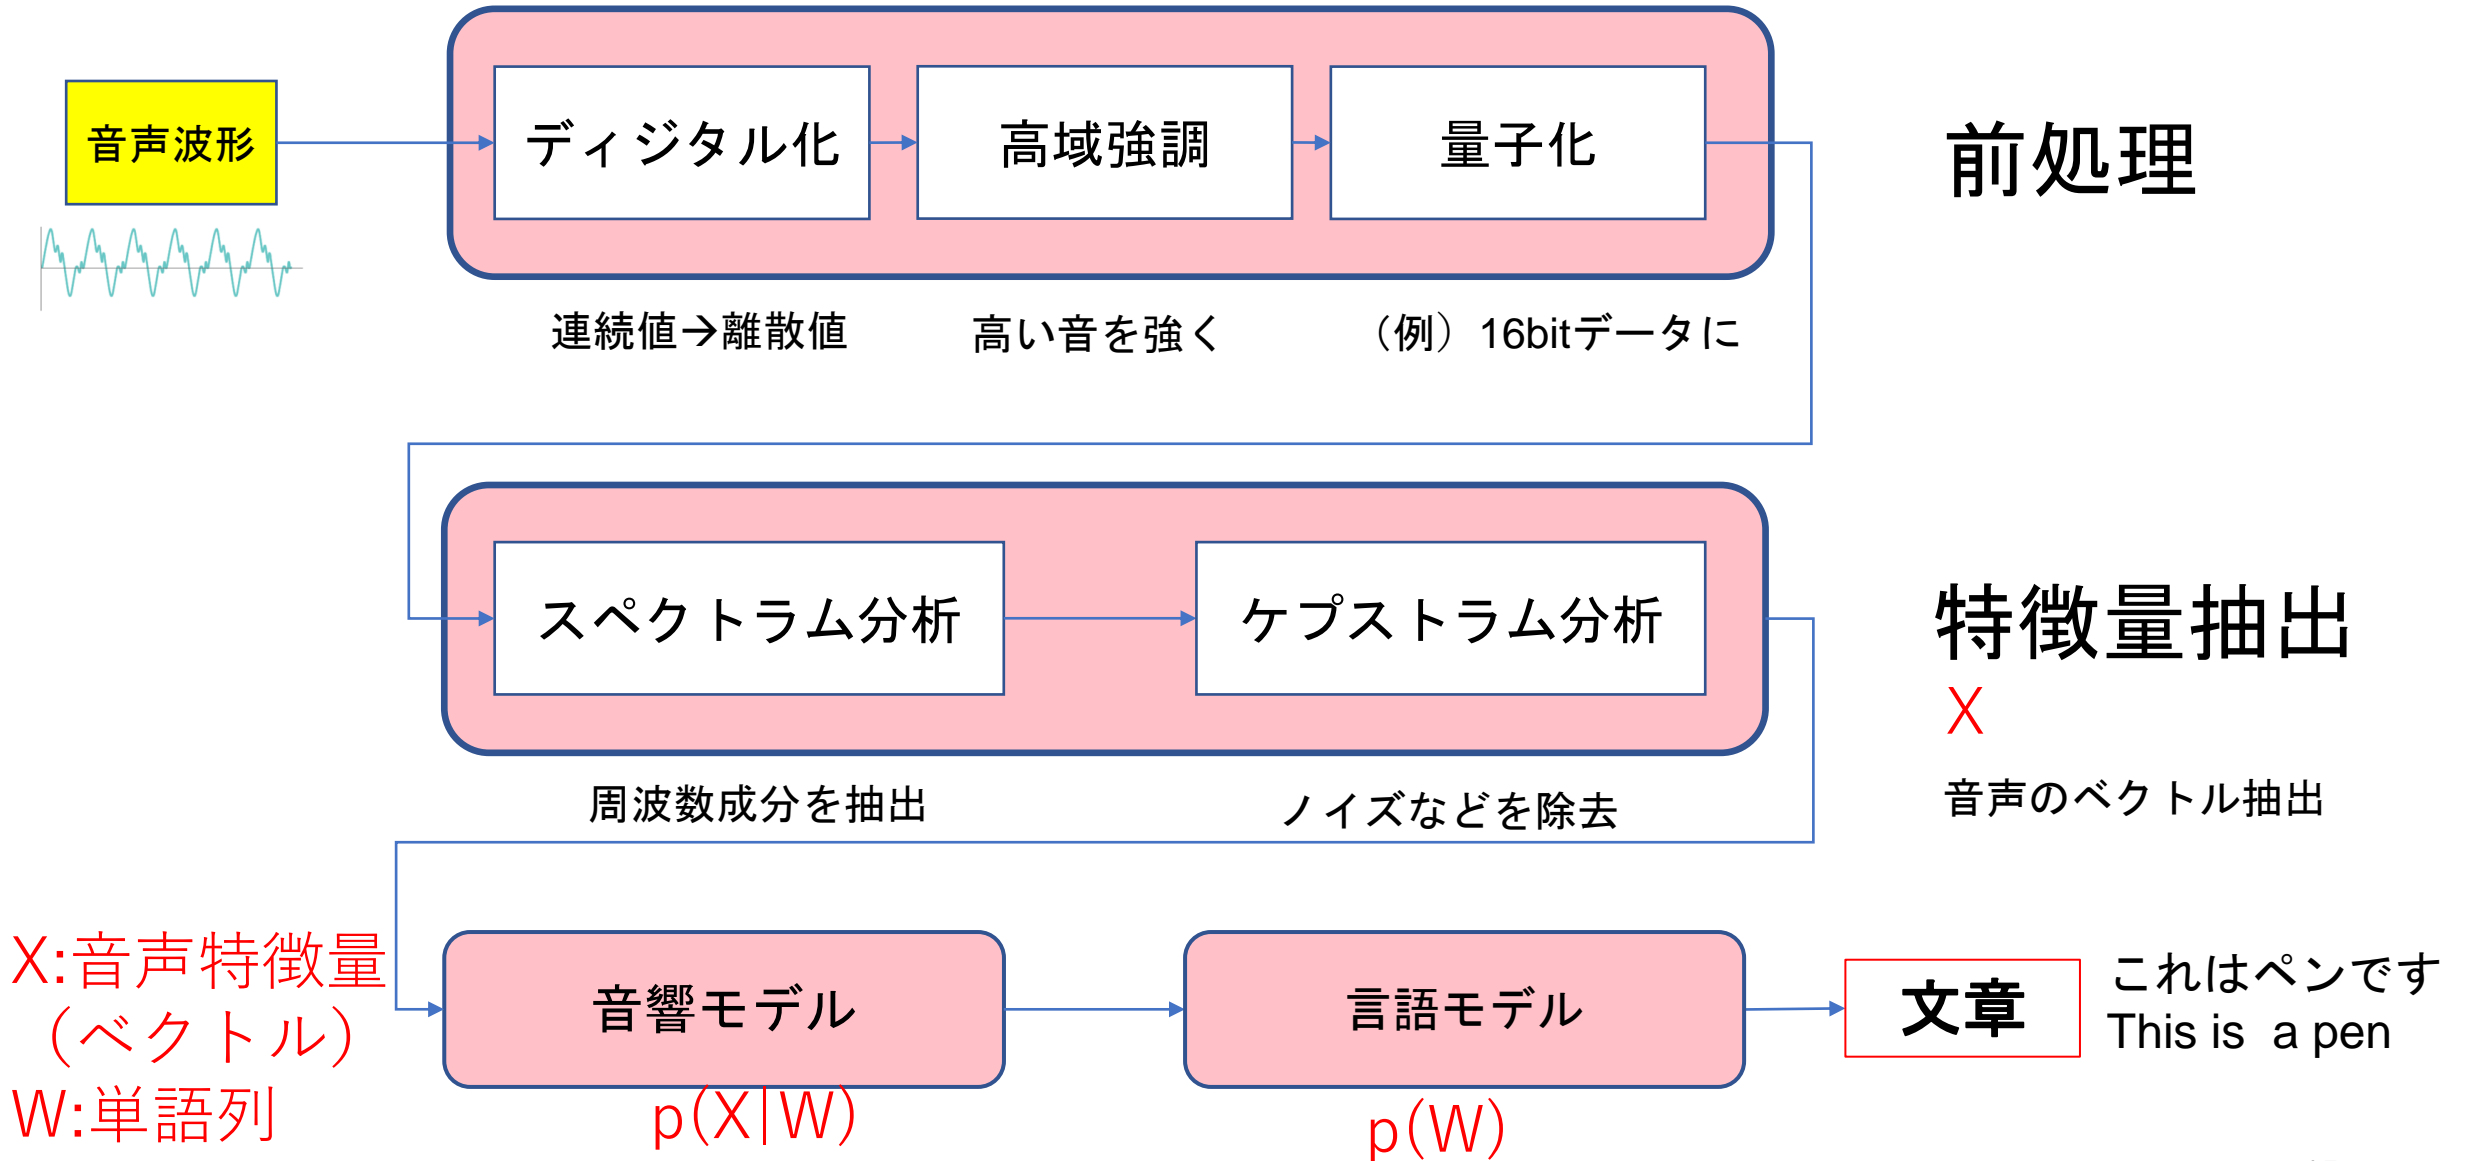 音声波形
ディジタル化
高域強調
量子化
前処理
連続値→離散値
高い音を強く
（例）16bitデータに
スペクトラム分析
ケプストラム分析
特徴量抽出
X
音声のベクトル抽出
周波数成分を抽出
ノイズなどを除去
X:音声特徴量
（ベクトル）
W:単語列
音響モデル
p(X|W)
言語モデル
p(W)
文章
これはペンです
This is a pen